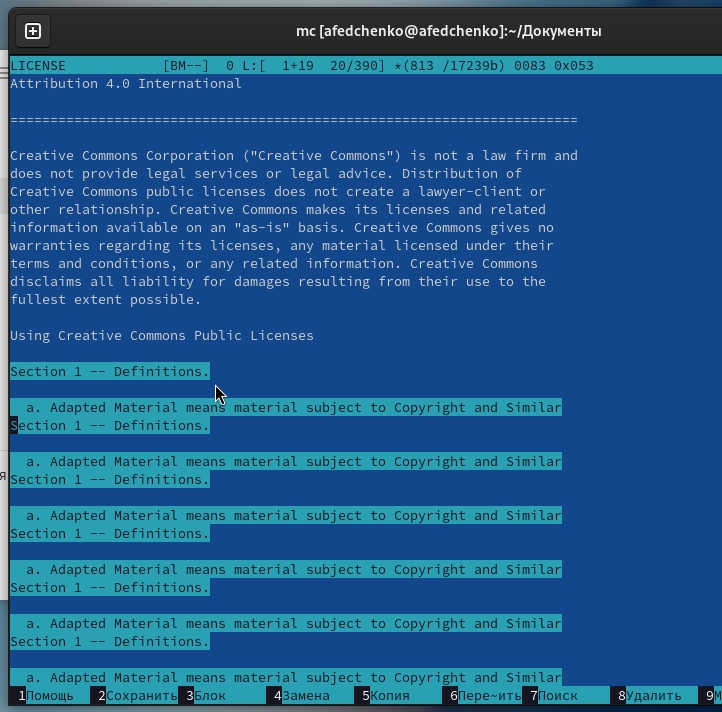 mc [afedchenko@afedchenko]:~/Документы
LICENSE [BM--] 0 L:[ 1+19 20/390] *(813 /17239b) 0083 0x053
Attribution 4.0 International
=======================================================================
Creative Commons Corporation ("Creative Commons") is not a law firm and
does not provide legal services or legal advice. Distribution of
Creative Commons public licenses does not create a lawyer-client or
other relationship. Creative Commons makes its licenses and related
information available on an "as-is" basis. Creative Commons gives no
warranties regarding its licenses, any material licensed under their
terms and conditions, or any related information. Creative Commons
disclaims all liability for damages resulting from their use to the
fullest extent possible.
Using Creative Commons Public Licenses
Section 1 -- Definitions.
a. Adapted Material means material subject to Copyright and Similar
Section 1 -- Definitions.
a. Adapted Material means material subject to Copyright and Similar
Section 1 -- Definitions.
a. Adapted Material means material subject to Copyright and Similar
Section 1 -- Definitions.
a. Adapted Material means material subject to Copyright and Similar
Section 1 -- Definitions.
a. Adapted Material means material subject to Copyright and Similar
Section 1 -- Definitions.
a. Adapted Material means material subject to Copyright and Similar
1Помощь 2Сохранить 3Блок 4Замена 5Копия 6Пере~ить 7Поиск 8Удалить 9